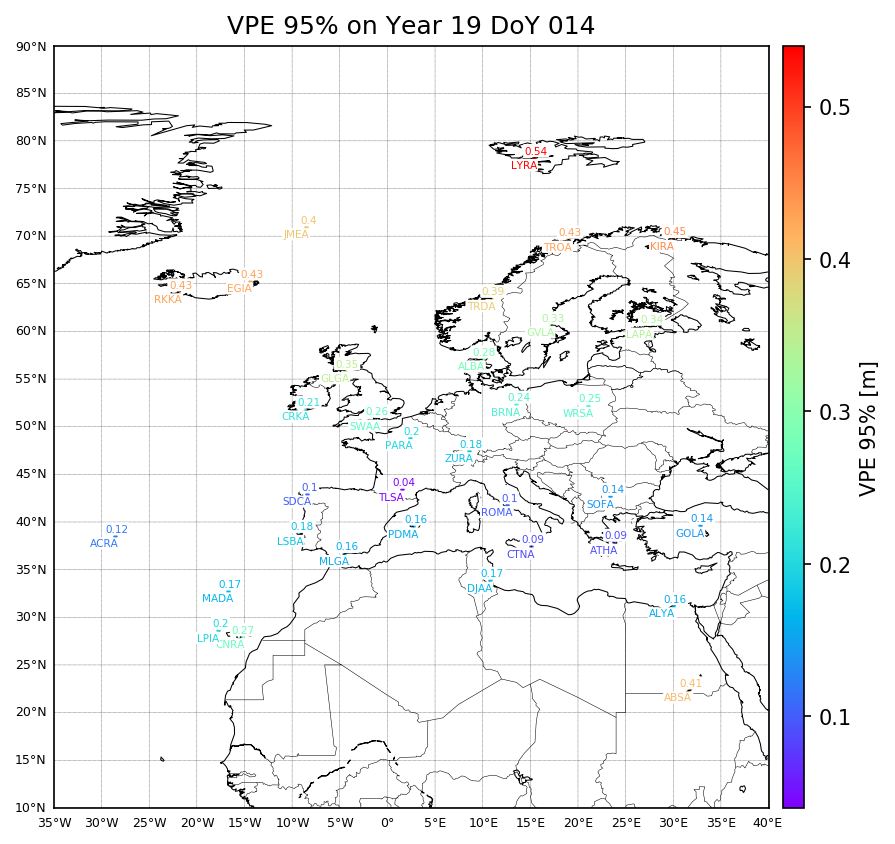 VPE 95% on Year 19 DoY 014
90°N
85°N
80°N
75°N
70°N
65°N
60°N
55°N
50°N
45°N
40°N
35°N
30°N
25°N
20°N
15°N
10°N
35°W 30°W 25°W 20°W 15°W 10°W 5°W 0° 5°E 10°E 15°E 20°E 25°E 30°E 35°E 40°E
0.54
LYRA
0.4
JMEA
0.43
TROA
0.45
KIRA
0.43
EGIA
0.43
RKKA
0.39
TRDA
0.33
GVLA
0.34
LAPA
0.28
ALBA
0.35
GLGA
0.21
CRKA
0.26
SWAA
0.24
BRNA
0.25
WRSA
0.2
PARA
0.18
ZURA
0.04
TLSA
0.1
SDCA
0.1
ROMA
0.14
SOFA
0.12
ACRA
0.18
LSBA
0.16
PDMA
0.14
GOLA
0.16
MLGA
0.09
CTNA
0.09
ATHA
0.17
MADA
0.17
DJAA
0.16
ALYA
0.2
LPIA
0.27
CNRA
0.41
ABSA
0.5
0.4
0.3
0.2
0.1
VPE 95% [m]